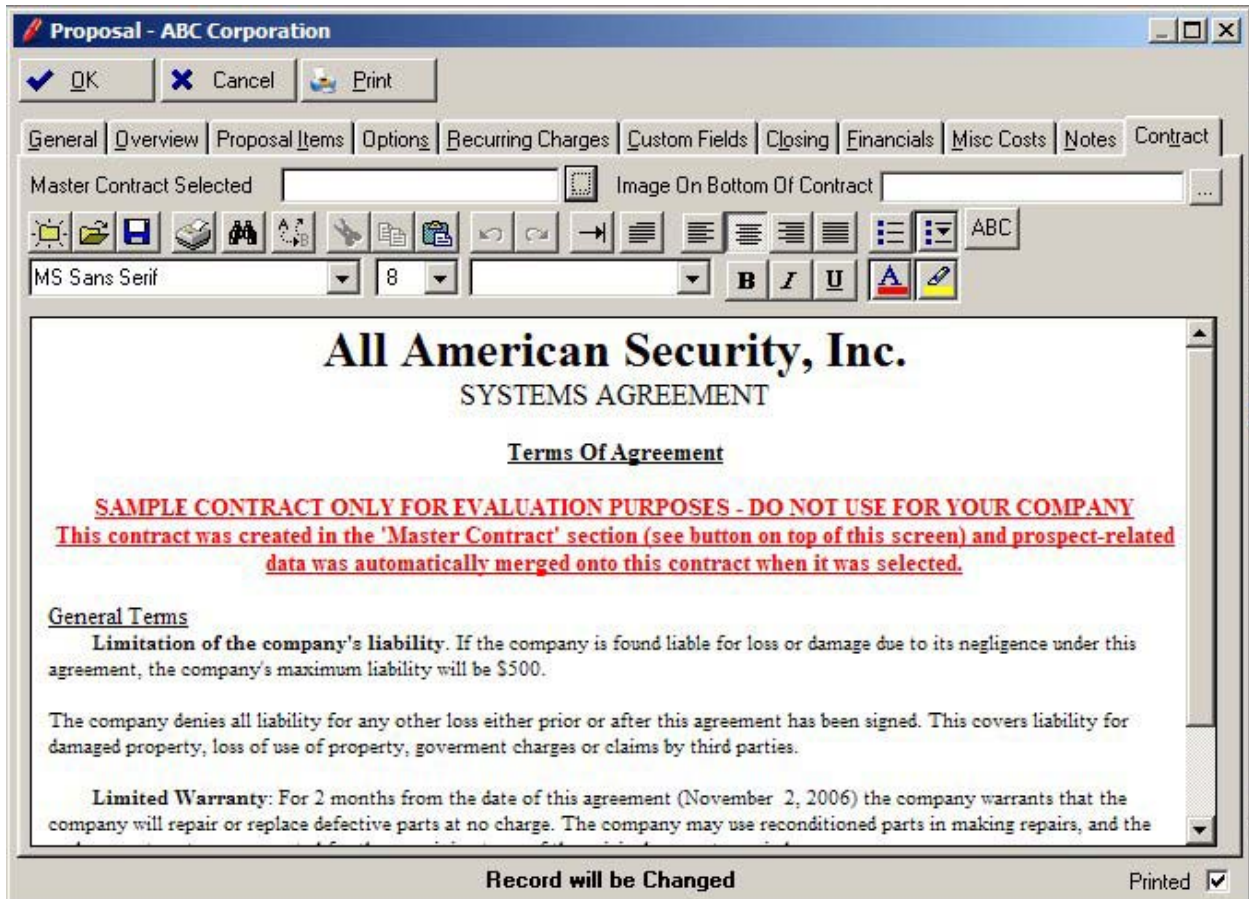 Proposal - ABC Corporation
OK Cancel Print
General Overview Proposal Items Options Recurring Charges Custom Fields Closing Financials Misc Costs Notes Contract
Master Contract Selected Image On Bottom Of Contract ...
ABC
MS Sans Serif 8 B I U A
All American Security, Inc.
SYSTEMS AGREEMENT
Terms Of Agreement
SAMPLE CONTRACT ONLY FOR EVALUATION PURPOSES - DO NOT USE FOR YOUR COMPANY
This contract was created in the 'Master Contract' section (see button on top of this screen) and prospect-related
data was automatically merged onto this contract when it was selected.
General Terms
Limitation of the company's liability. If the company is found liable for loss or damage due to its negligence under this
agreement, the company's maximum liability will be $500.
The company denies all liability for any other loss either prior or after this agreement has been signed. This covers liability for
damaged property, loss of use of property, goverment charges or claims by third parties.
Limited Warranty: For 2 months from the date of this agreement (November 2, 2006) the company warrants that the
company will repair or replace defective parts at no charge. The company may use reconditioned parts in making repairs, and the
Record will be Changed
Printed